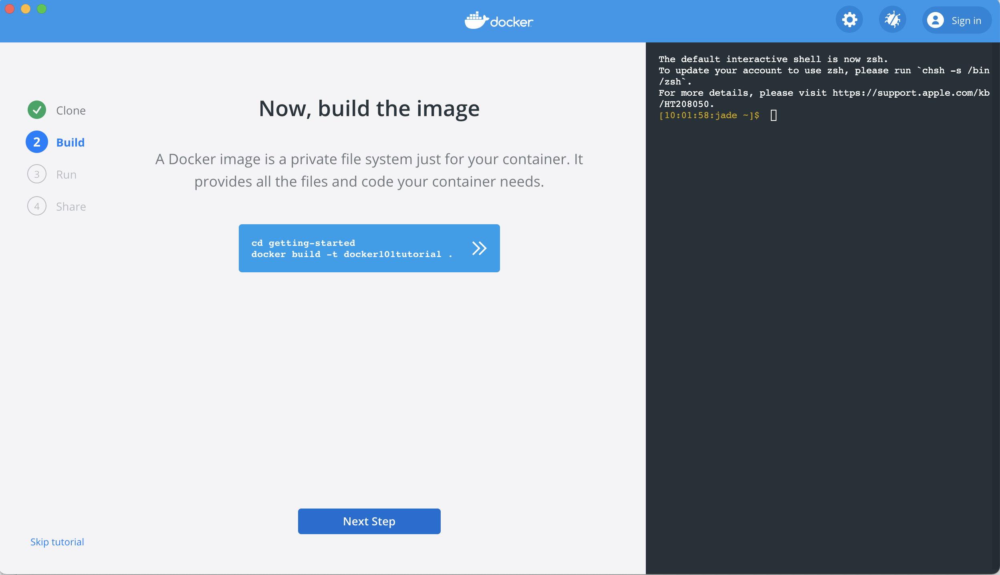 docker
Sign in
Clone
2 Build
3 Run
4 Share
Now, build the image
A Docker image is a private file system just for your container. It
provides all the files and code your container needs.
cd getting-started
docker build -t docker101tutorial .
Next Step
Skip tutorial
The default interactive shell is now zsh.
To update your account to use zsh, please run `chsh -s /bin
/zsh`.
For more details, please visit https://support.apple.com/kb
/HT208050.
[10:01:58:jade ~]$